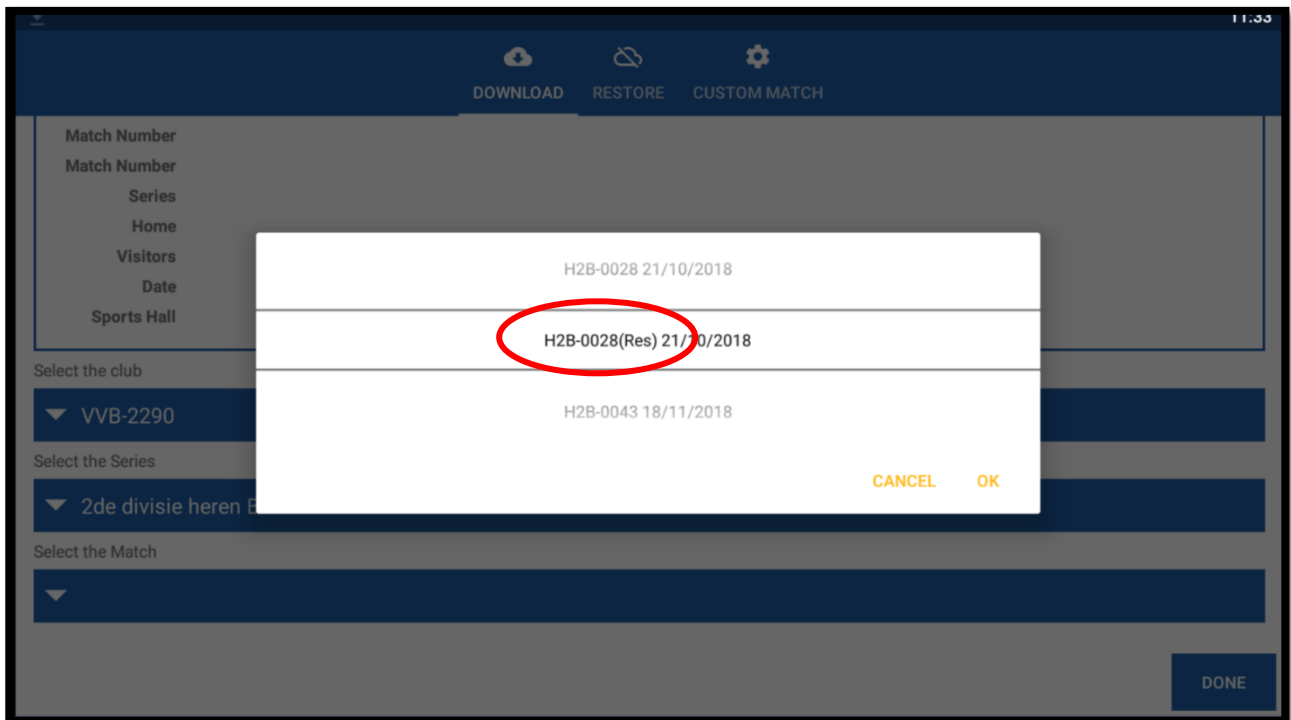 11:33
DOWNLOAD RESTORE CUSTOM MATCH
Match Number
Match Number
Series
Home
Visitors
Date
Sports Hall
H2B-0028 21/10/2018
H2B-0028(Res) 21/10/2018
H2B-0043 18/11/2018
CANCEL OK
Select the club
VVB-2290
Select the Series
2de divisie heren B
Select the Match
DONE